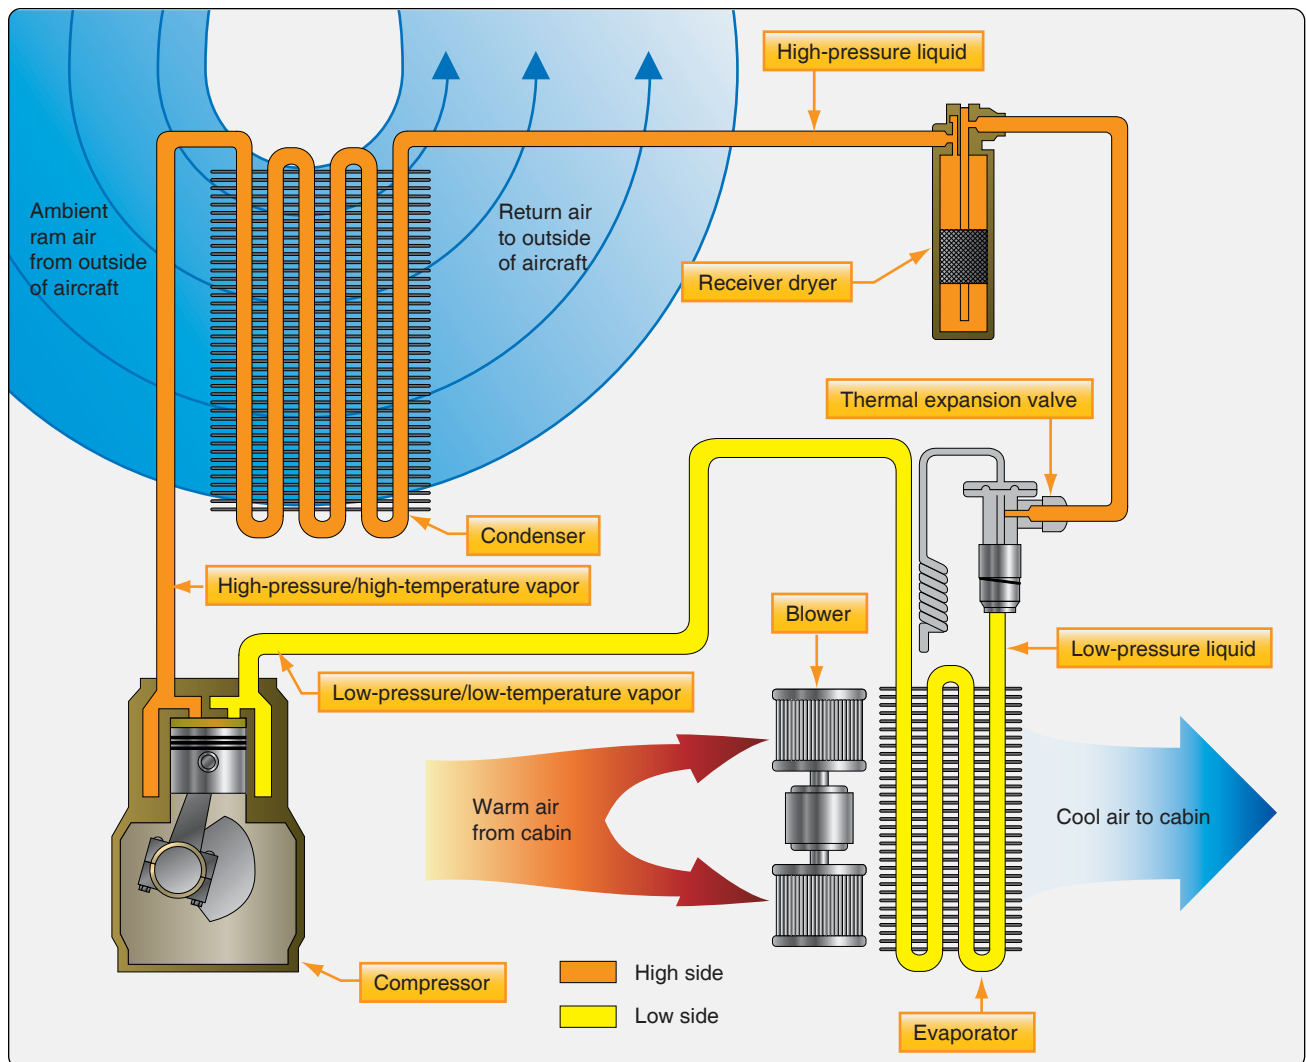 High-pressure liquid
Ambient
ram air
from outside
of aircraft
Return air
to outside
of aircraft
Receiver dryer
Thermal expansion valve
Condenser
High-pressure/high-temperature vapor
Blower
Low-pressure liquid
Low-pressure/low-temperature vapor
Warm air
from cabin
Cool air to cabin
Compressor
High side
Low side
Evaporator